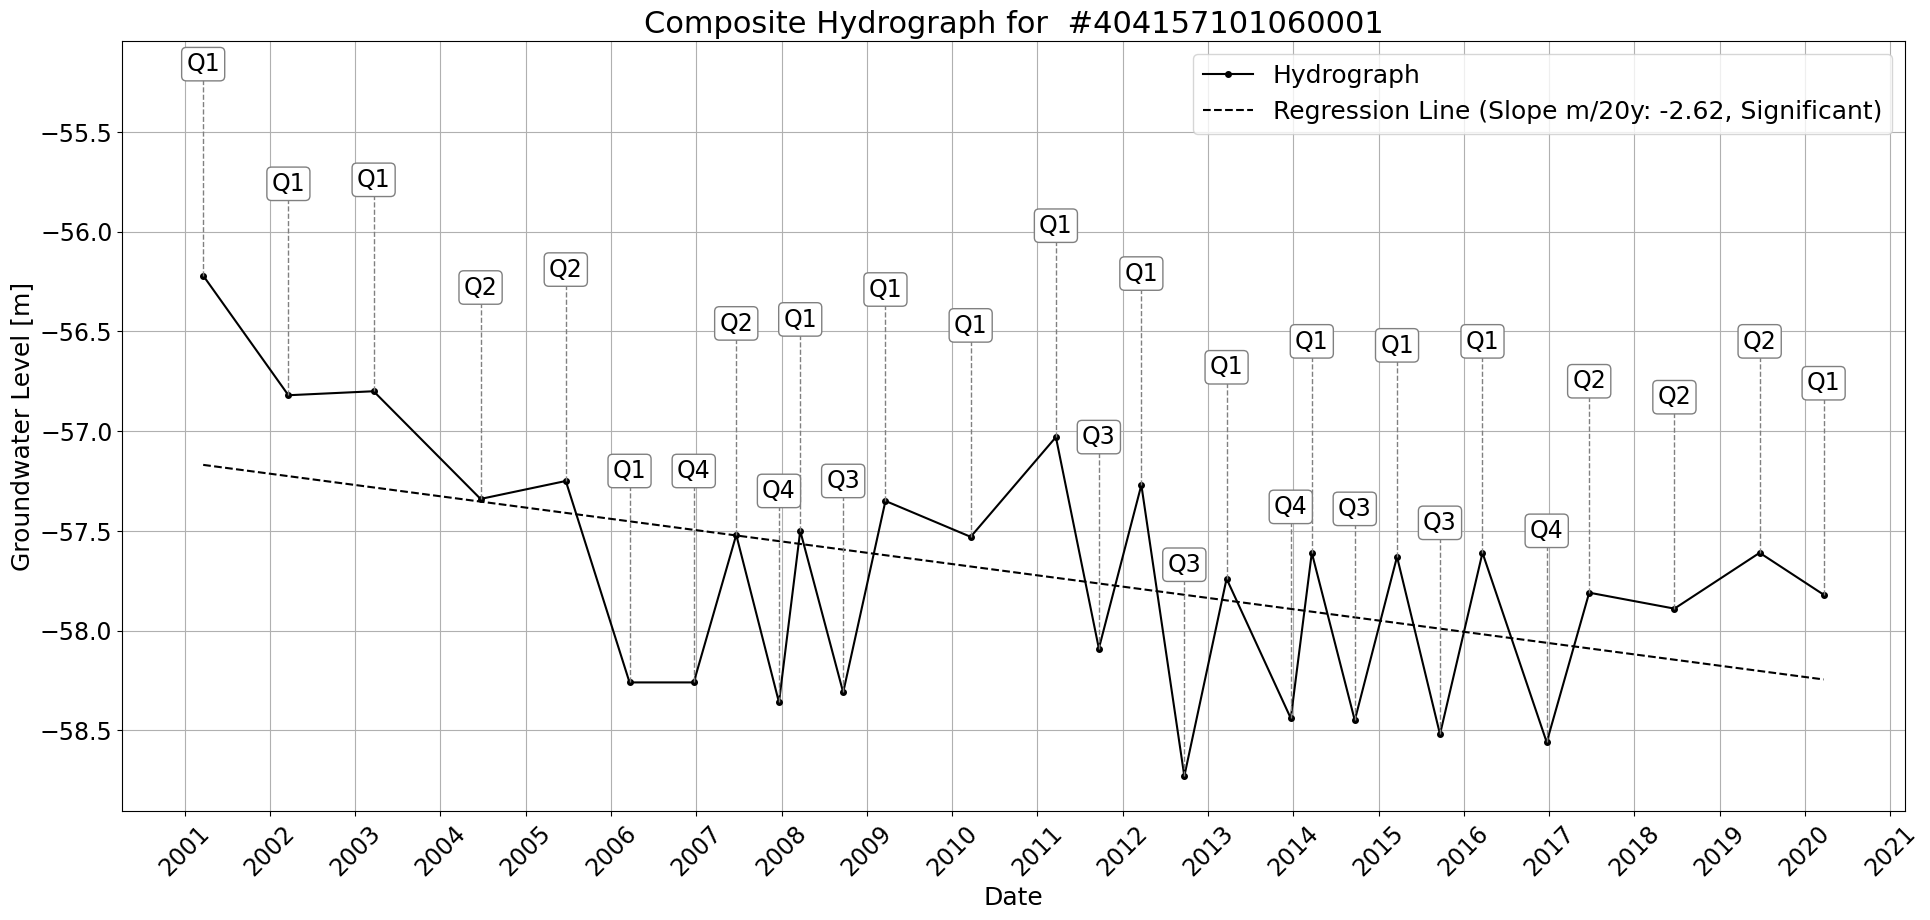 Composite Hydrograph for  #404157101060001
Hydrograph
Regression Line (Slope m/20y: -2.62, Significant)
Groundwater Level [m]
−55.5
−56.0
−56.5
−57.0
−57.5
−58.0
−58.5
Q1
Q1
Q1
Q2
Q2
Q1
Q4
Q2
Q4
Q1
Q3
Q1
Q1
Q1
Q3
Q1
Q3
Q1
Q4
Q1
Q3
Q1
Q3
Q1
Q4
Q2
Q2
Q2
Q1
2001
2002
2003
2004
2005
2006
2007
2008
2009
2010
2011
2012
2013
2014
2015
2016
2017
2018
2019
2020
2021
Date